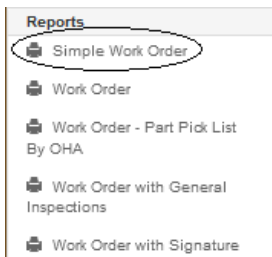 Reports
Simple Work Order
Work Order
Work Order - Part Pick List
By OHA
Work Order with General
Inspections
Work Order with Signature